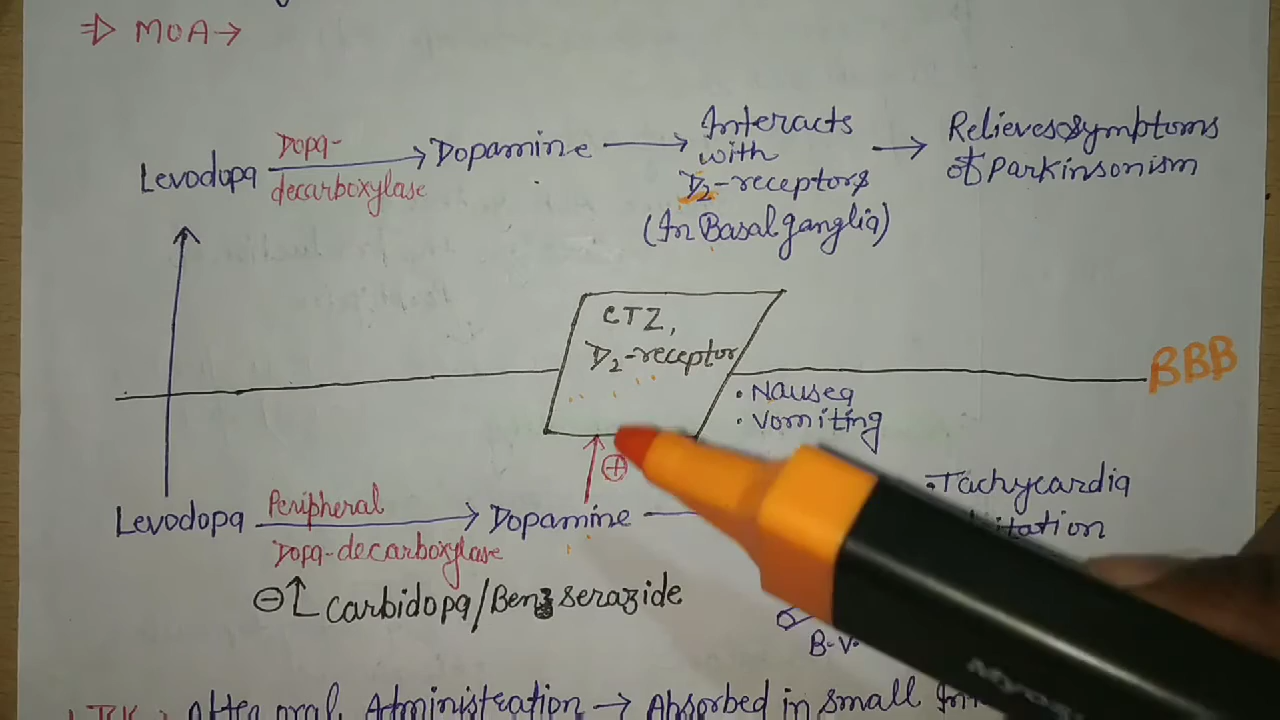 ⇒ MOA →
Levodopa Dopa-decarboxylase → Dopamine → Interacts with D2-receptors (In Basal ganglia) → Relieves symptoms of Parkinsonism
CTZ,
D2-receptor
BBB
• Nausea
• Vomiting
⊕
Levodopa Peripheral Dopa-decarboxylase → Dopamine →
• Tachycardia
⊖ Carbidopa/Benserazide
B.V.
After oral Administration → Absorbed in small